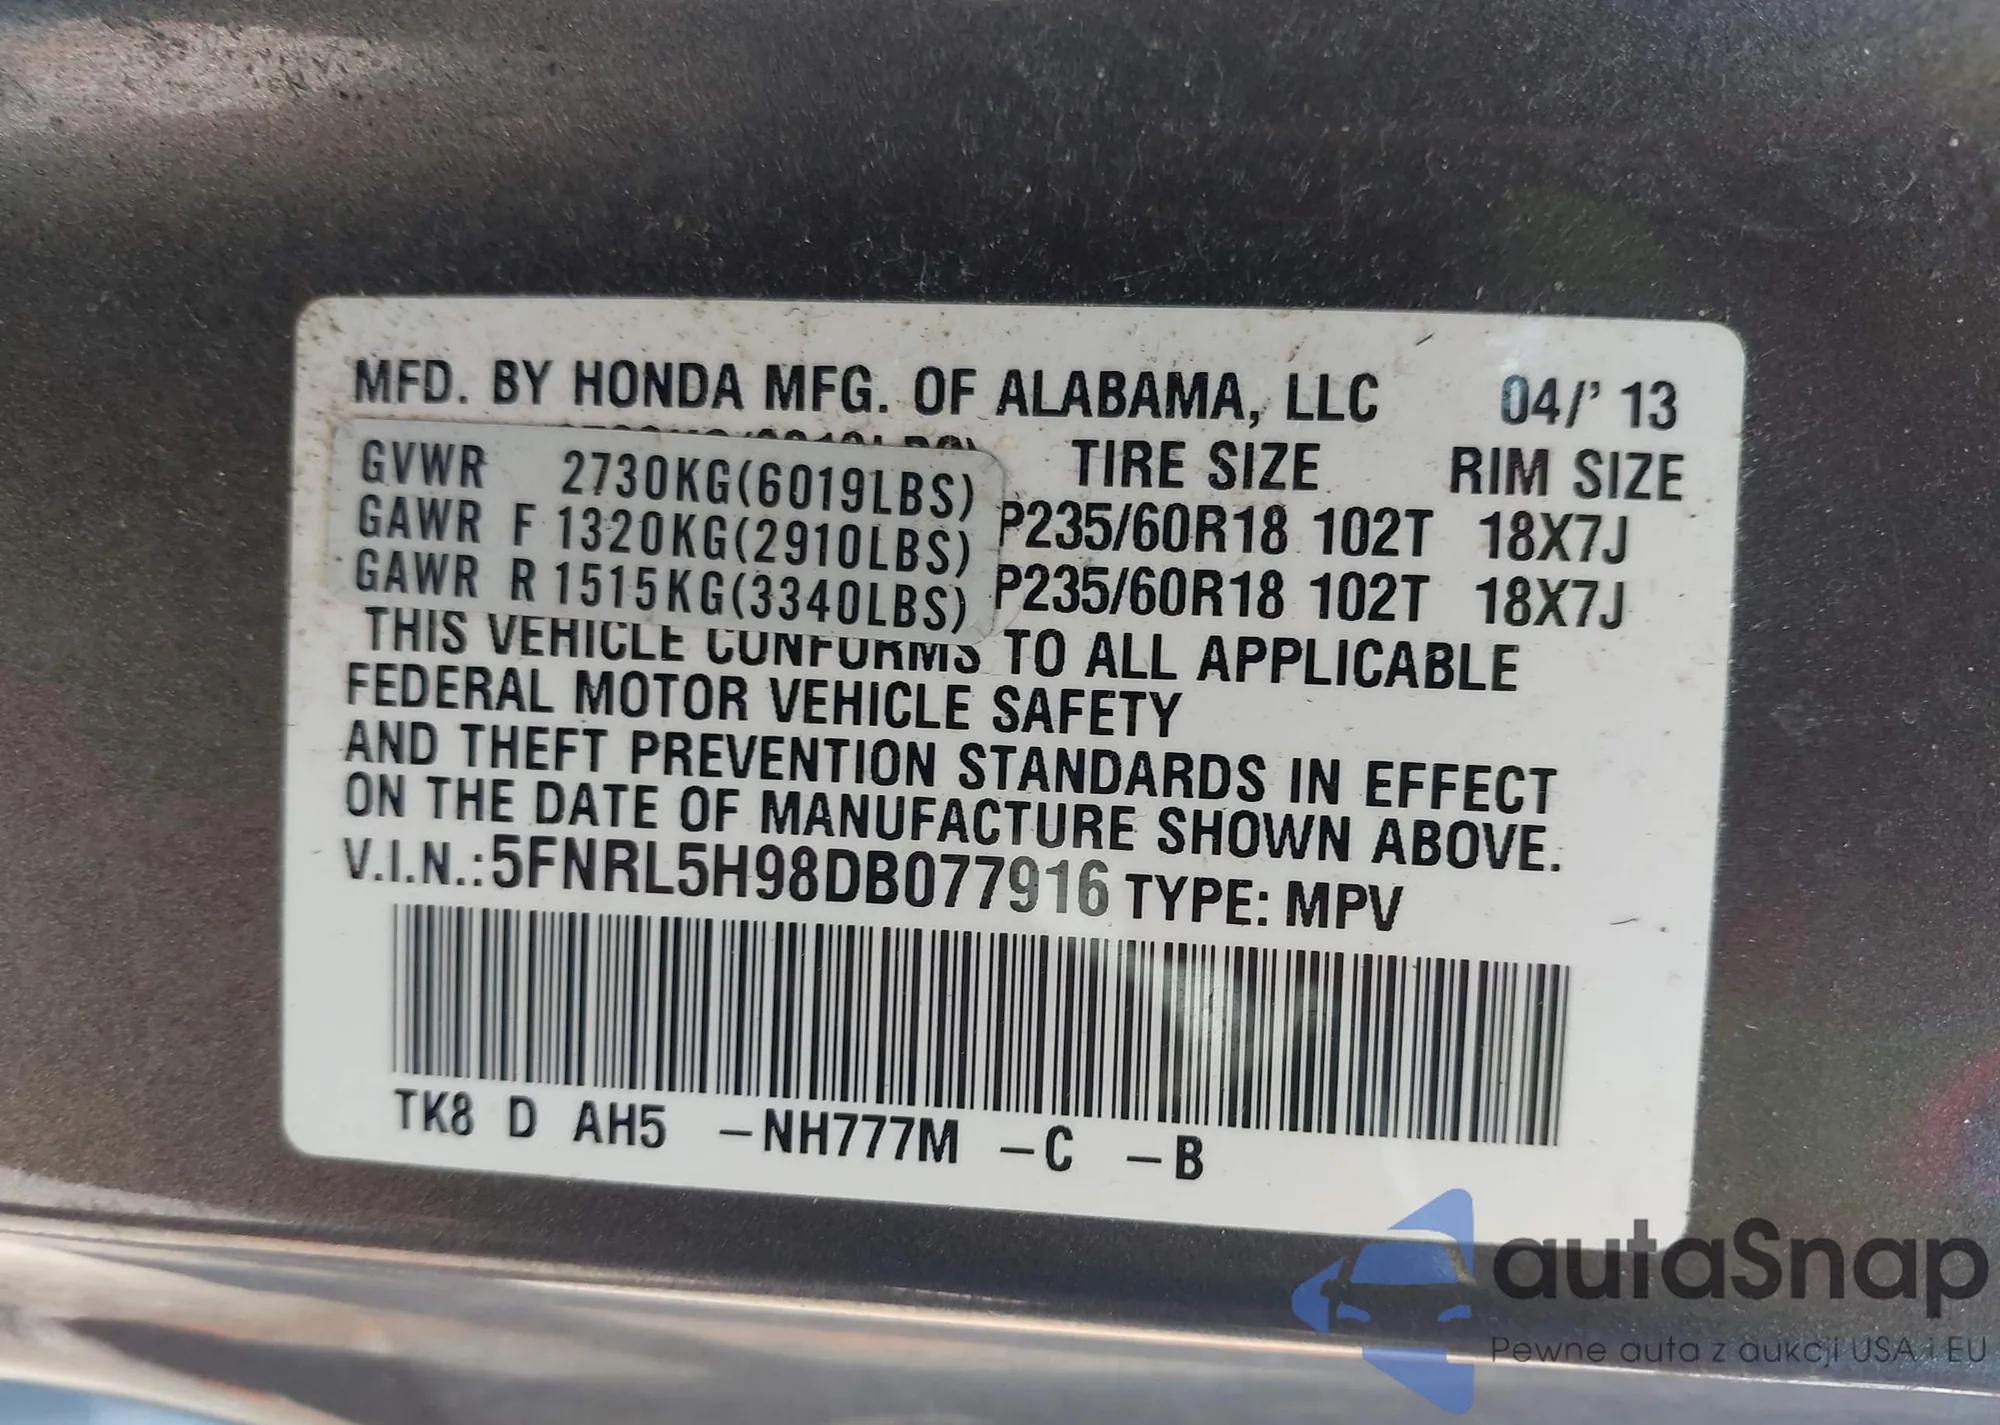 MFD. BY HONDA MFG. OF ALABAMA, LLC 04/' 13
TIRE SIZE RIM SIZE
GVWR 2730KG(6019LBS)
GAWR F 1320KG(2910LBS) P235/60R18 102T 18X7J
GAWR R 1515KG(3340LBS) P235/60R18 102T 18X7J
THIS VEHICLE CONFORMS TO ALL APPLICABLE
FEDERAL MOTOR VEHICLE SAFETY
AND THEFT PREVENTION STANDARDS IN EFFECT
ON THE DATE OF MANUFACTURE SHOWN ABOVE.
V.I.N.:5FNRL5H98DB077916 TYPE: MPV
TK8 D AH5 –NH777M –C –B
autaSnap
Pewne auta z aukcji USA i EU